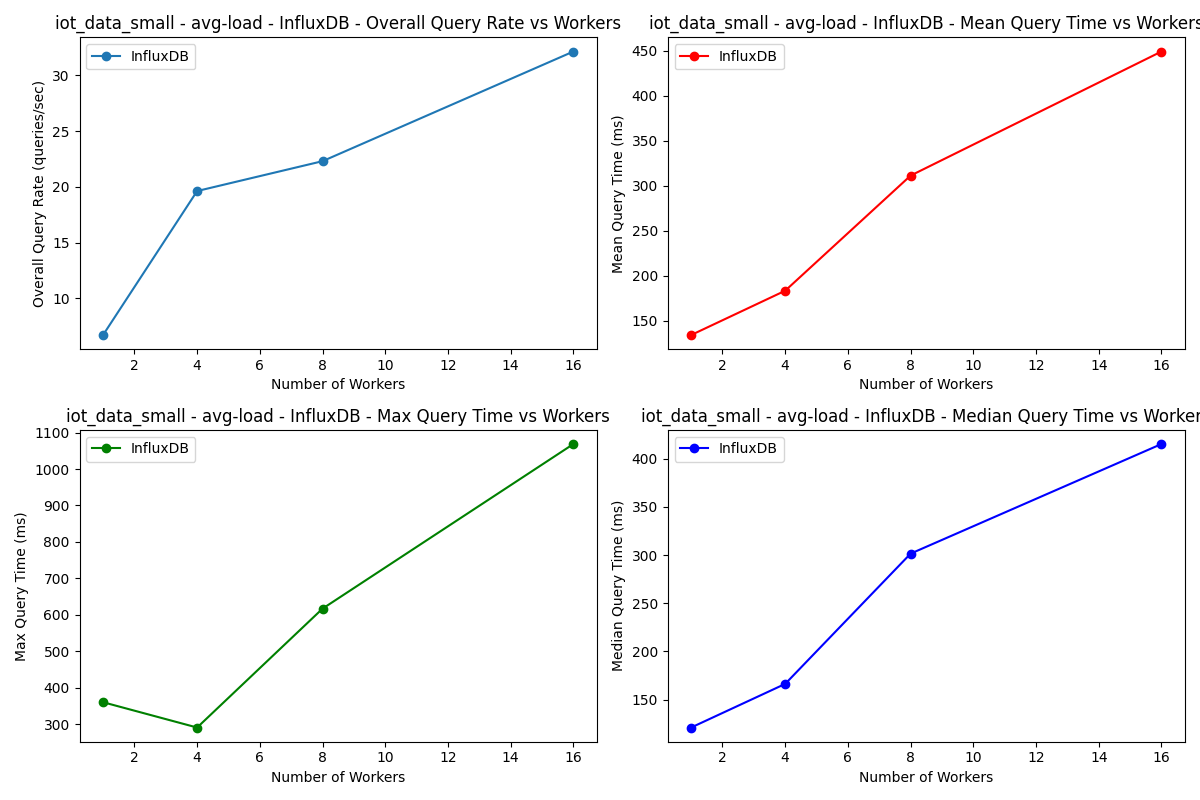 iot_data_small - avg-load - InfluxDB - Overall Query Rate vs Workers
InfluxDB
30
25
20
15
10
Overall Query Rate (queries/sec)
2 4 6 8 10 12 14 16
Number of Workers
iot_data_small - avg-load - InfluxDB - Mean Query Time vs Workers
InfluxDB
450
400
350
300
250
200
150
Mean Query Time (ms)
2 4 6 8 10 12 14 16
Number of Workers
iot_data_small - avg-load - InfluxDB - Max Query Time vs Workers
InfluxDB
1100
1000
900
800
700
600
500
400
300
Max Query Time (ms)
2 4 6 8 10 12 14 16
Number of Workers
iot_data_small - avg-load - InfluxDB - Median Query Time vs Worker
InfluxDB
400
350
300
250
200
150
Median Query Time (ms)
2 4 6 8 10 12 14 16
Number of Workers